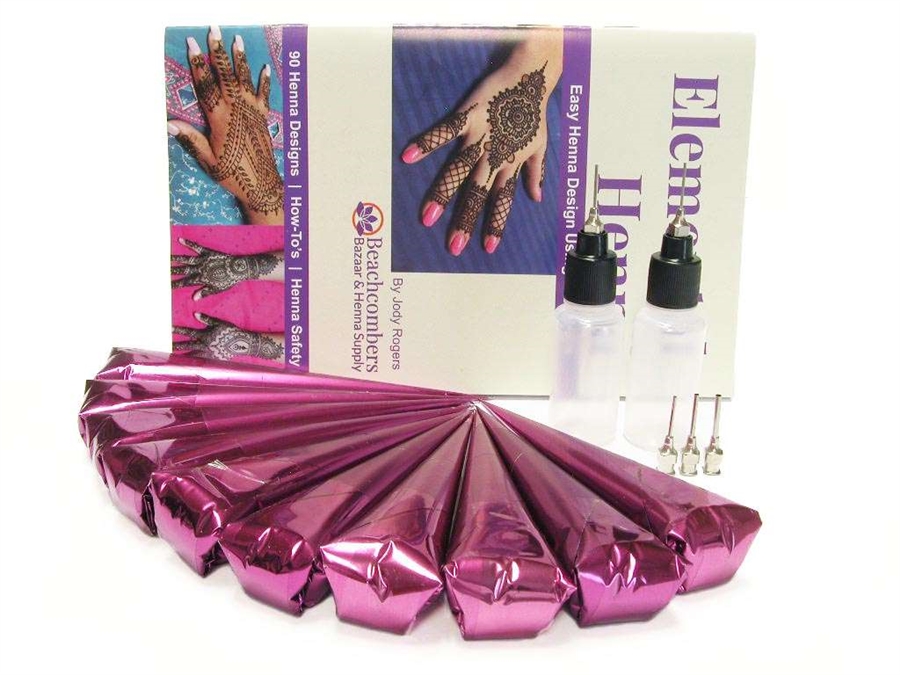 Elem
Hen
Easy Henna Design Us
90 Henna Designs | How-To's | Henna Safety
By Jody Rogers
Beachcombers
Bazaar & Henna Supply